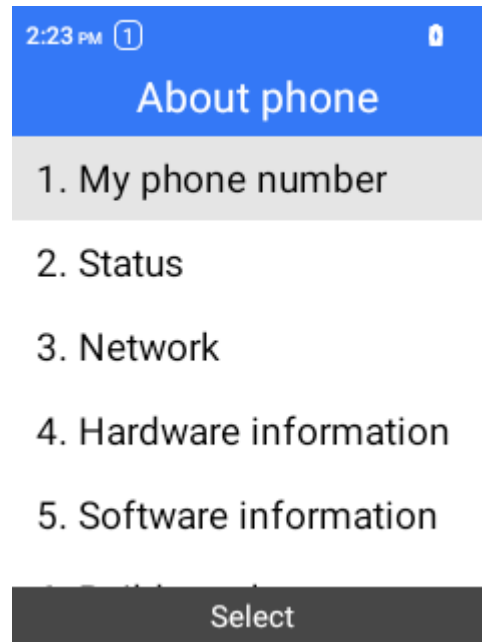 2:23 PM 1
About phone
1. My phone number
2. Status
3. Network
4. Hardware information
5. Software information
Select